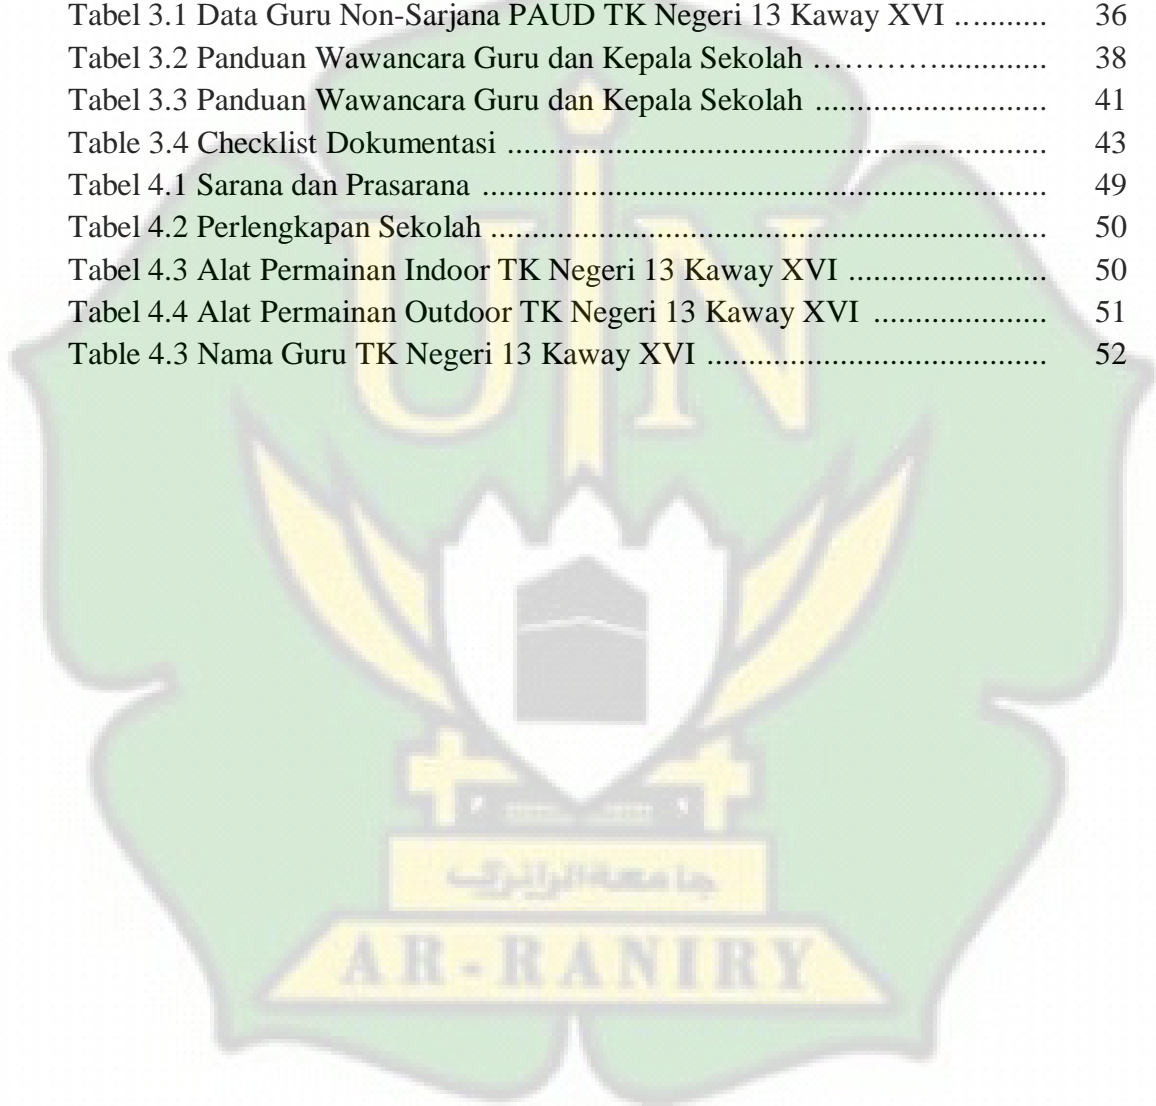 Tabel 3.1 Data Guru Non-Sarjana PAUD TK Negeri 13 Kaway XVI .............. 36
Tabel 3.2 Panduan Wawancara Guru dan Kepala Sekolah …………............. 38
Tabel 3.3 Panduan Wawancara Guru dan Kepala Sekolah ............................. 41
Table 3.4 Checklist Dokumentasi .................................................................... 43
Tabel 4.1 Sarana dan Prasarana ....................................................................... 49
Tabel 4.2 Perlengkapan Sekolah ...................................................................... 50
Tabel 4.3 Alat Permainan Indoor TK Negeri 13 Kaway XVI ......................... 50
Tabel 4.4 Alat Permainan Outdoor TK Negeri 13 Kaway XVI ...................... 51
Table 4.3 Nama Guru TK Negeri 13 Kaway XVI ........................................... 52
UIN
جامعة الرانري
AR-RANIRY